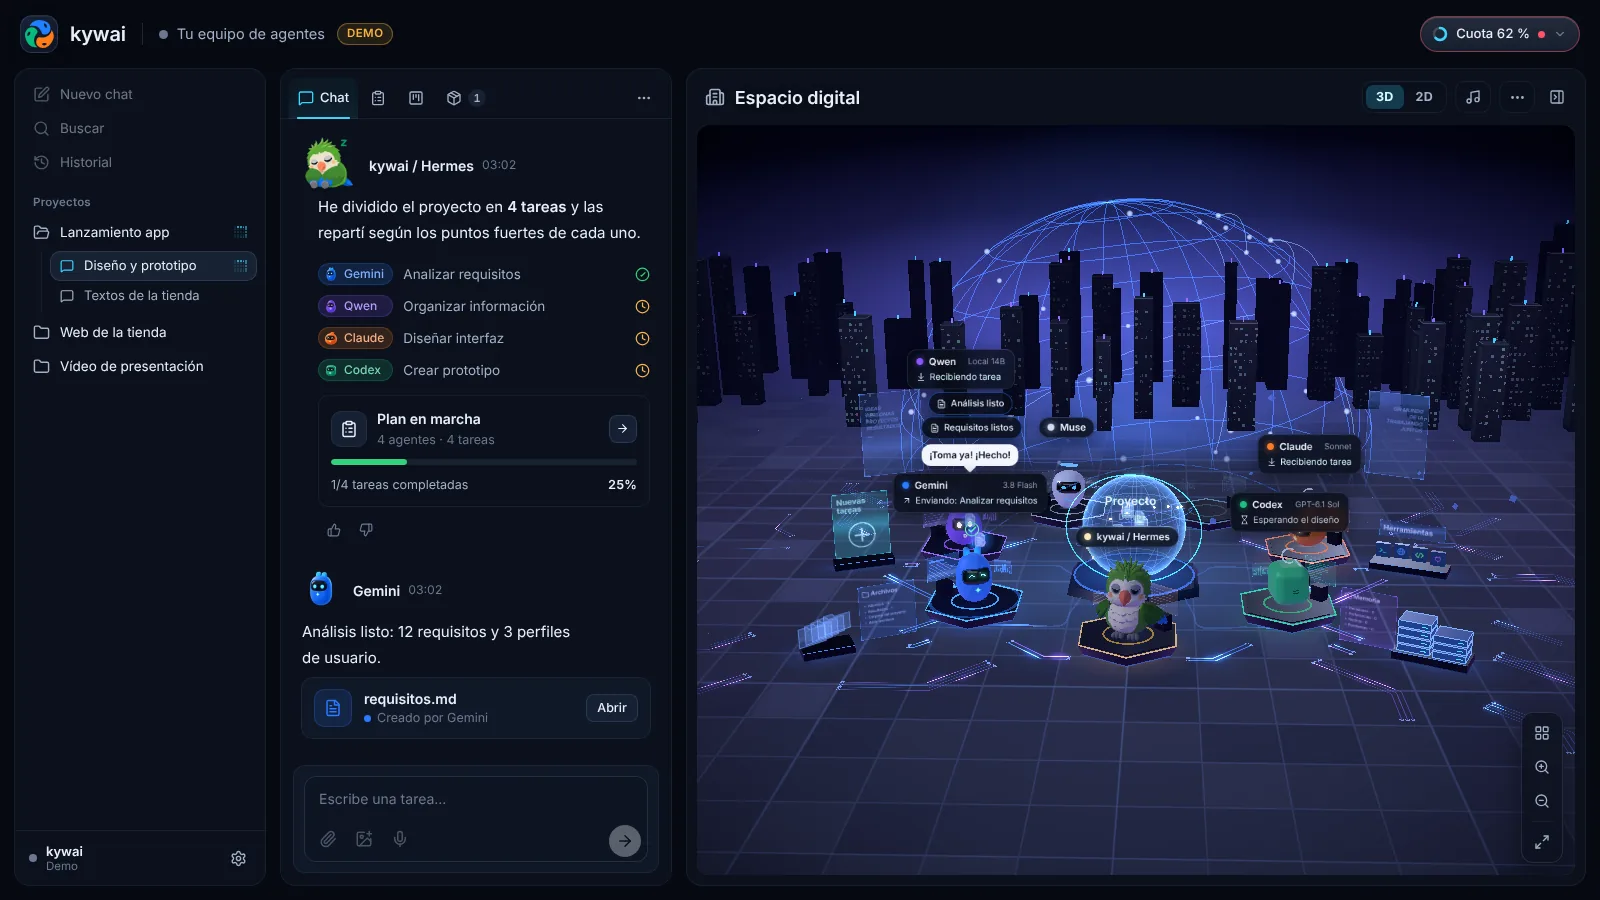 kywai
Tu equipo de agentes
DEMO
Cuota 62 %
Nuevo chat
Buscar
Historial
Proyectos
Lanzamiento app
Diseño y prototipo
Textos de la tienda
Web de la tienda
Vídeo de presentación
kywai
Demo
Chat
1
z
kywai / Hermes 03:02
He dividido el proyecto en 4 tareas y las
repartí según los puntos fuertes de cada uno.
Gemini Analizar requisitos
Qwen Organizar información
Claude Diseñar interfaz
Codex Crear prototipo
Plan en marcha
4 agentes · 4 tareas
1/4 tareas completadas 25%
Gemini 03:02
Análisis listo: 12 requisitos y 3 perfiles
de usuario.
requisitos.md
Creado por Gemini
Abrir
Escribe una tarea...
Espacio digital
3D 2D
Qwen Local 14B
Recibiendo tarea
Análisis listo
Requisitos listos
Muse
¡Toma ya! ¡Hecho!
Claude Sonnet
Recibiendo tarea
Gemini 3.8 Flash
Enviando: Analizar requisitos
Nuevas
tareas
Proyecto
Codex GPT-6.1 Sol
Esperando el diseño
kywai / Hermes
Herramientas
Archivos